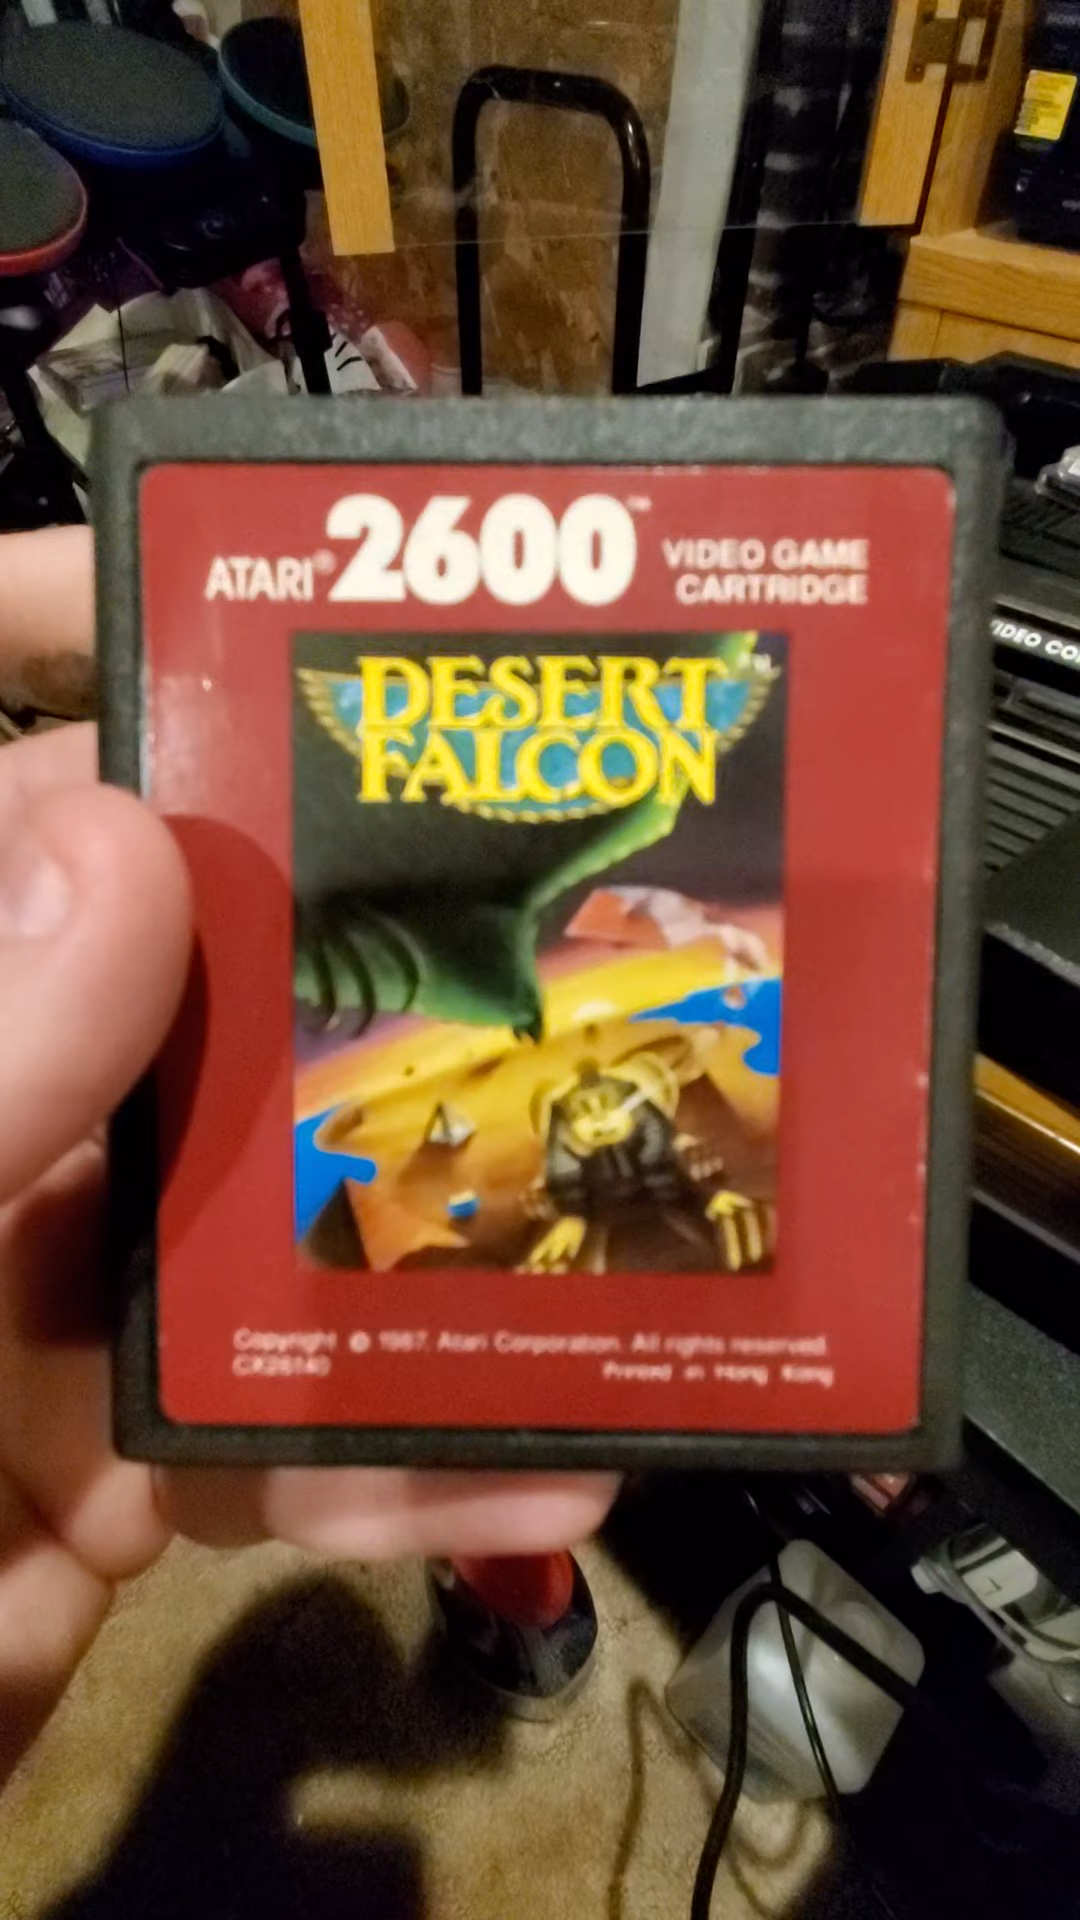 ATARI® 2600™ VIDEO GAME
CARTRIDGE
DESERT
FALCON
Copyright © 1987. Atari Corporation. All rights reserved.
CX26140 Printed in Hong Kong
VIDEO